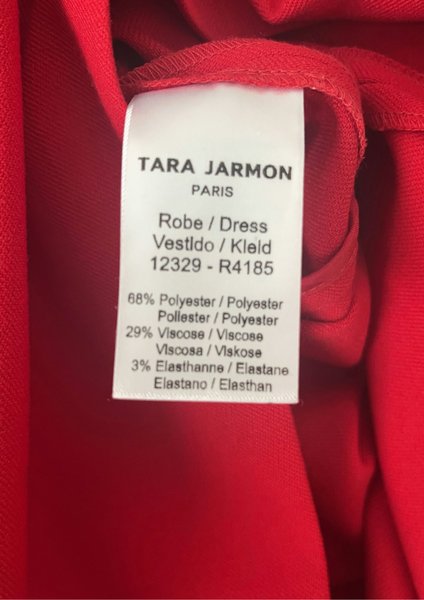 TARA JARMON
PARIS
Robe / Dress
Vestido / Kleid
12329 - R4185
68% Polyester / Polyester
Poliester / Polyester
29% Viscose / Viscose
Viscosa / Viskose
3% Elasthanne / Elastane
Elastano / Elasthan